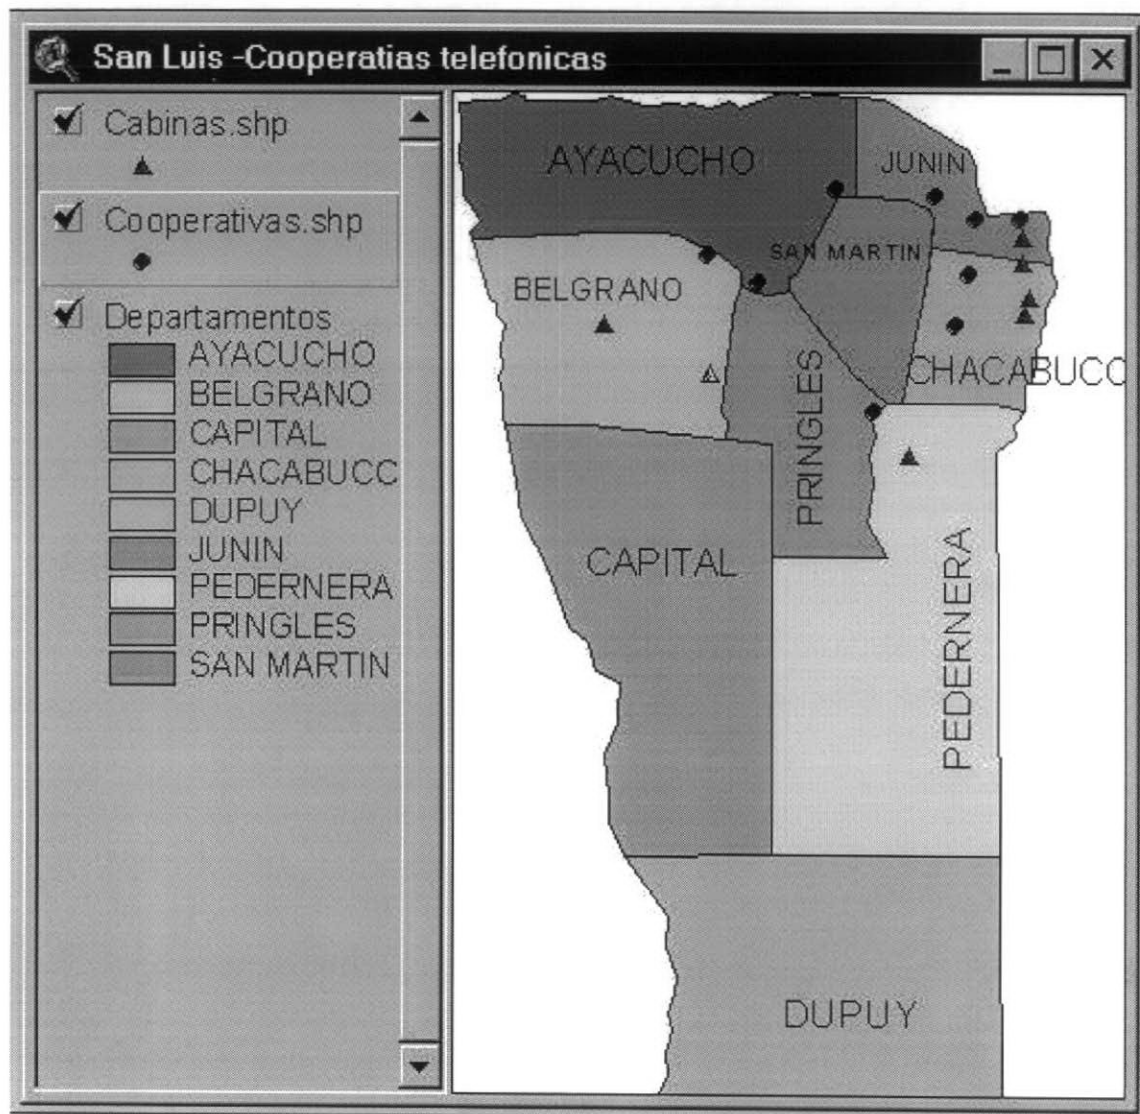 San Luis -Cooperatias telefonicas
Cabinas.shp
Cooperativas.shp
Departamentos
AYACUCHO
BELGRANO
CAPITAL
CHACABUCC
DUPUY
JUNIN
PEDERNERA
PRINGLES
SAN MARTIN
AYACUCHO
JUNIN
SAN MARTIN
BELGRANO
CHACABUCC
PRINGLES
CAPITAL
PEDERNERA
DUPUY